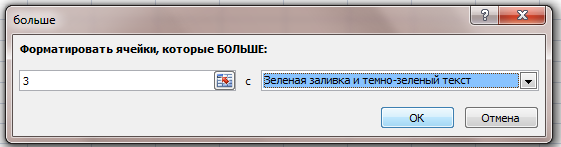 больше
Форматировать ячейки, которые БОЛЬШЕ:
3 с Зеленая заливка и темно-зеленый текст
ОК Отмена